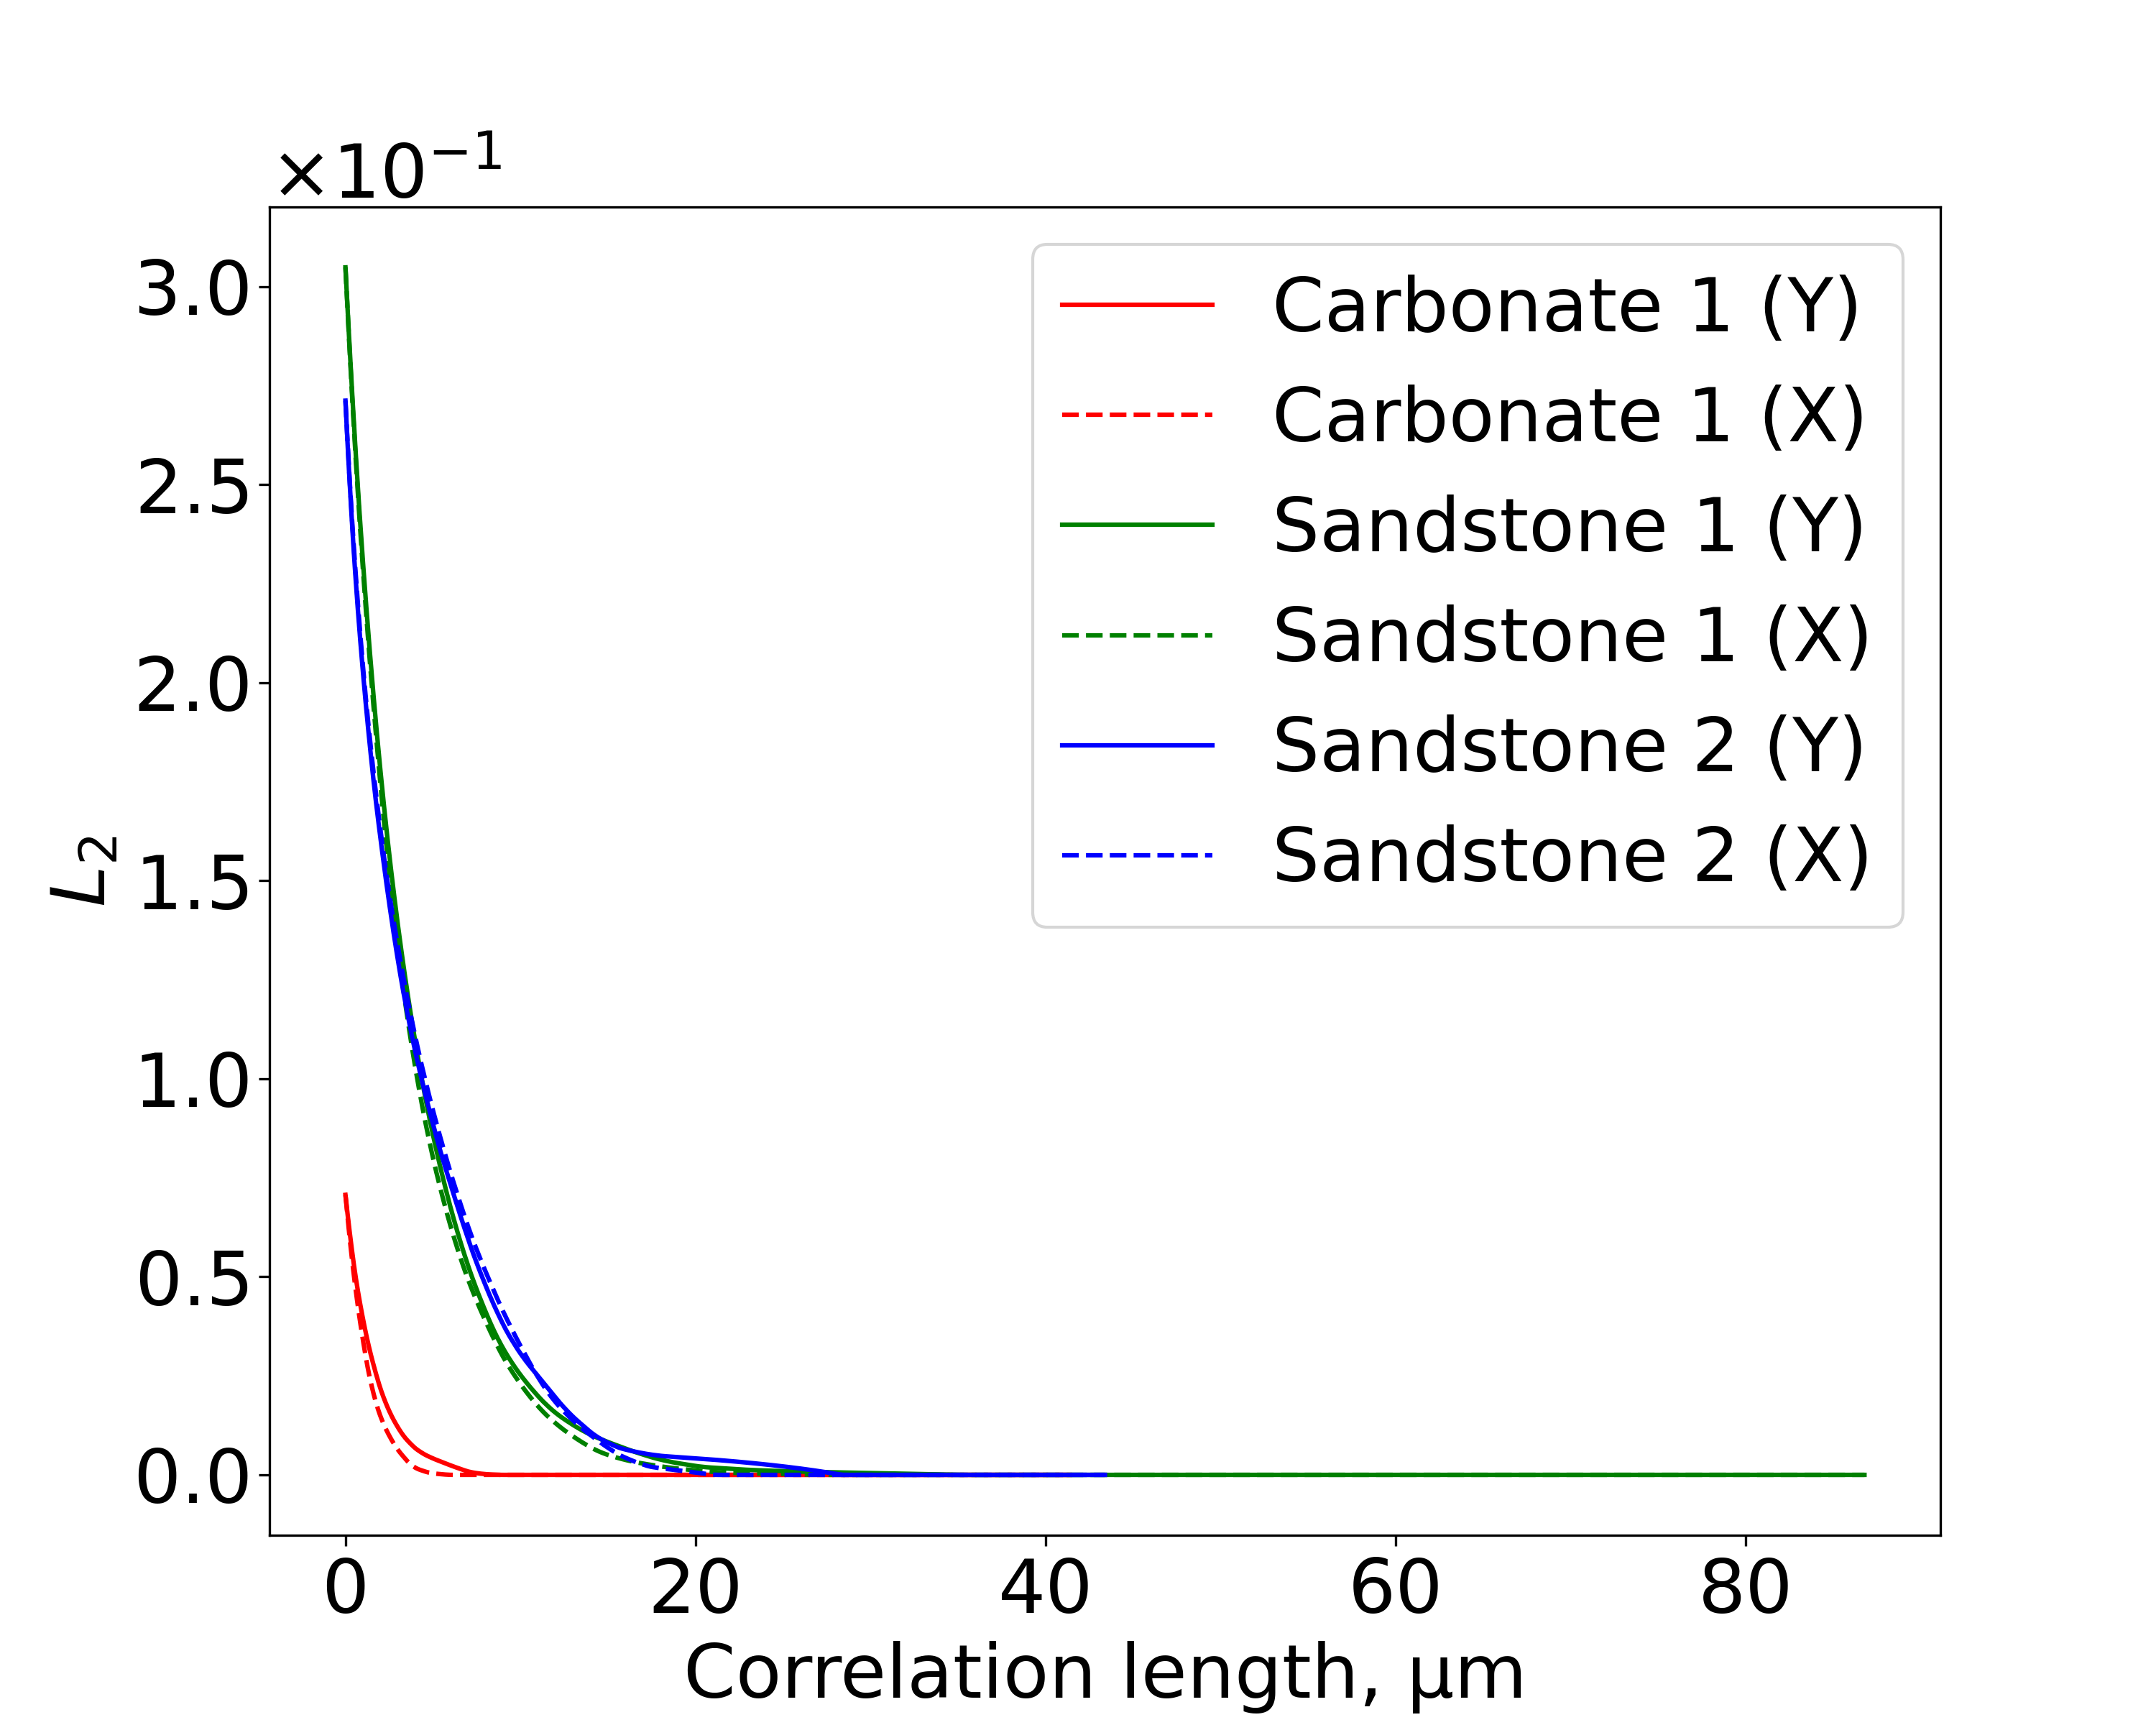 ×10⁻¹
3.0
2.5
2.0
1.5
1.0
0.5
0.0
L₂
0 20 40 60 80
Correlation length, μm
Carbonate 1 (Y)
Carbonate 1 (X)
Sandstone 1 (Y)
Sandstone 1 (X)
Sandstone 2 (Y)
Sandstone 2 (X)